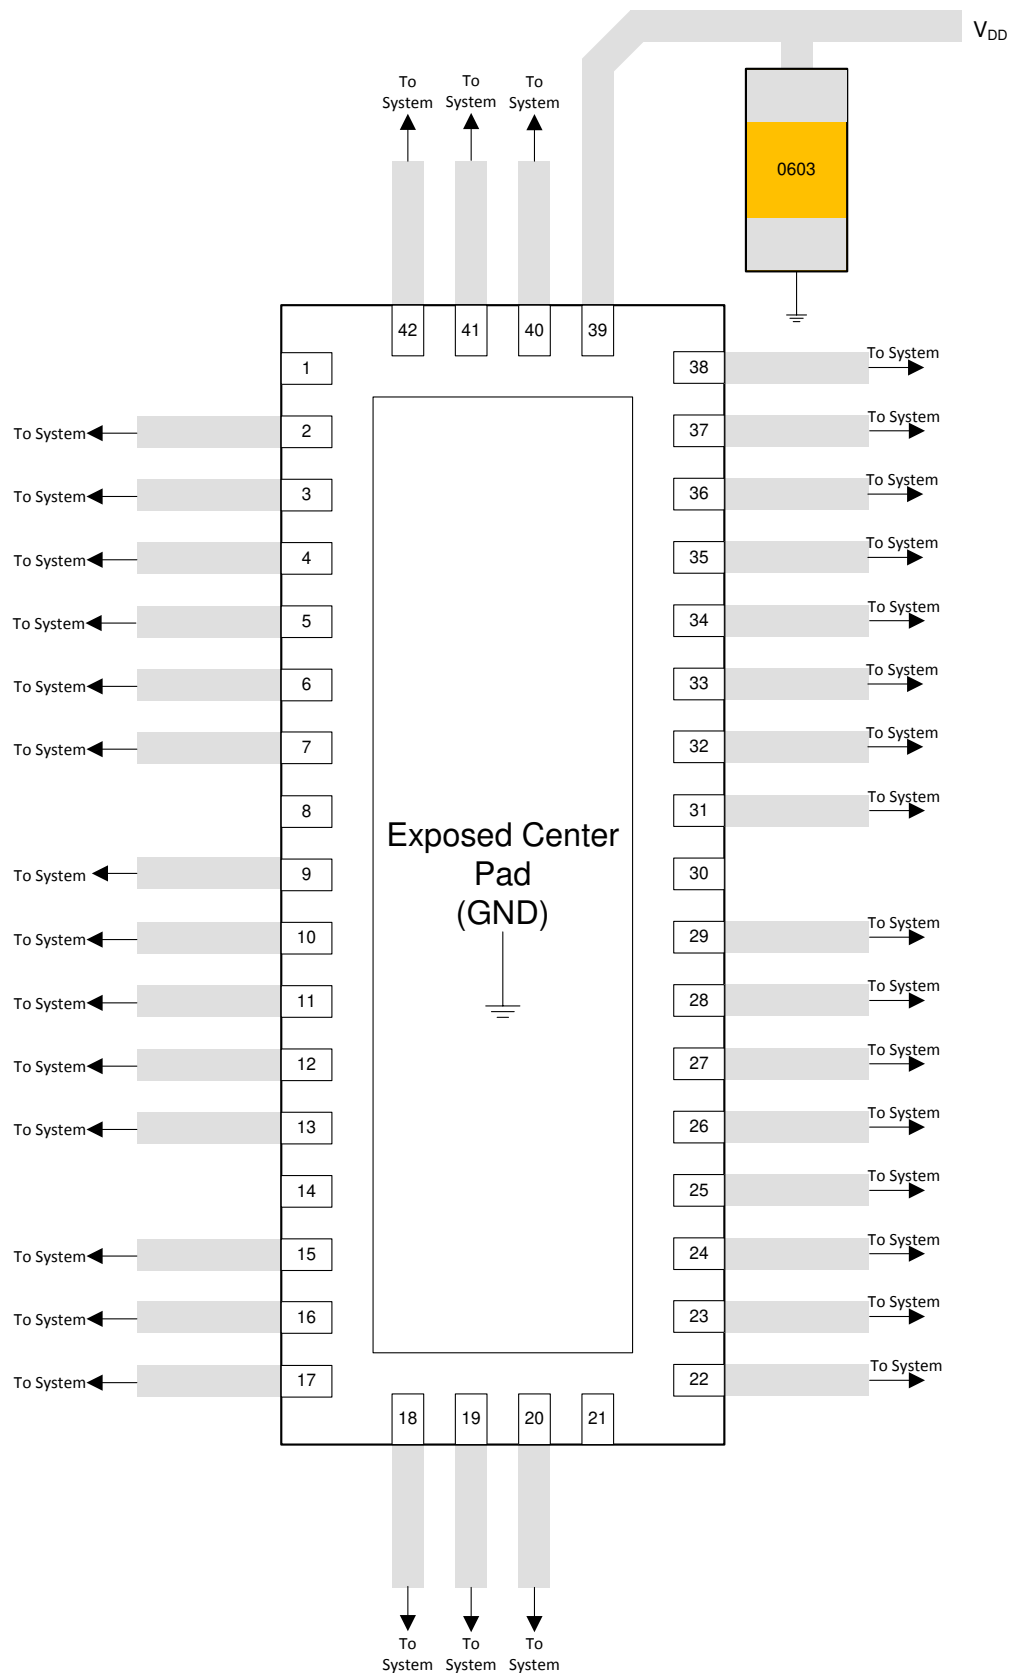 V_DD
To To To
System System System
0603
42 41 40 39
To System
1 38
To System
To System 2 37
To System
To System 3 36
To System
To System 4 35
To System
To System 5 34
To System
To System 6 33
To System
To System 7 32
To System
8 31
Exposed Center
Pad
(GND)
To System 9 30
To System
To System 10 29
To System
To System 11 28
To System
To System 12 27
To System
To System 13 26
To System
14 25
To System
To System 15 24
To System
To System 16 23
To System
To System 17 22
18 19 20 21
To To To
System System System